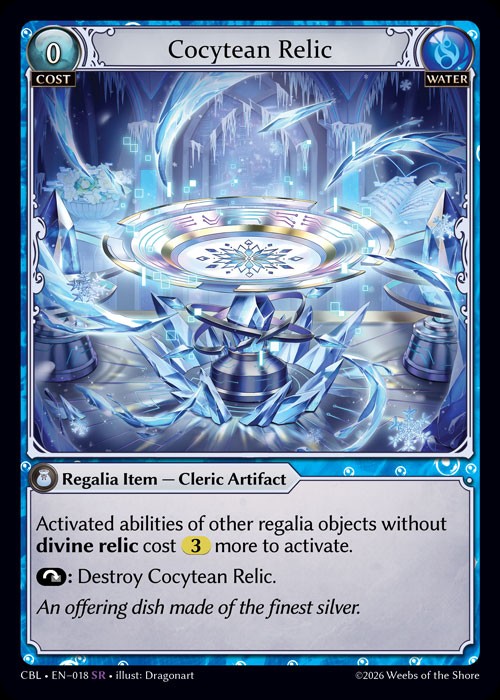 0
COST
Cocytean Relic
WATER
Regalia Item — Cleric Artifact
Activated abilities of other regalia objects without
divine relic cost 3 more to activate.
: Destroy Cocytean Relic.
An offering dish made of the finest silver.
CBL • EN–018 SR • illust: Dragonart
©2026 Weebs of the Shore